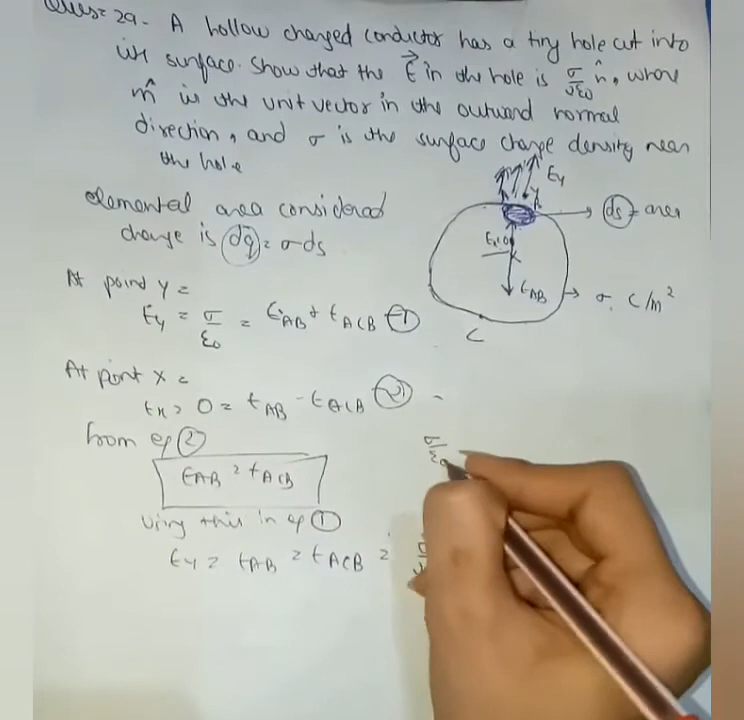 Ques: 29 - A hollow charged conductor has a tiny hole cut into
its surface. Show that the E⃗ in the hole is σ/2ε₀ n̂, where
n̂ is the unit vector in the outward normal
direction, and σ is the surface charge density near
the hole
elemental area considered
charge is dq = σ ds
Ey
ds = area
Ex=0
EAB
σ. C/m²
C
At point y =
Ey = σ/ε₀ = EAB + EACB ①
At point x =
Ex = 0 = EAB - EACB ②
from eq ②
EAB = EACB
Using this in eq ①
Ey = EAB = EACB =
σ/ε₀